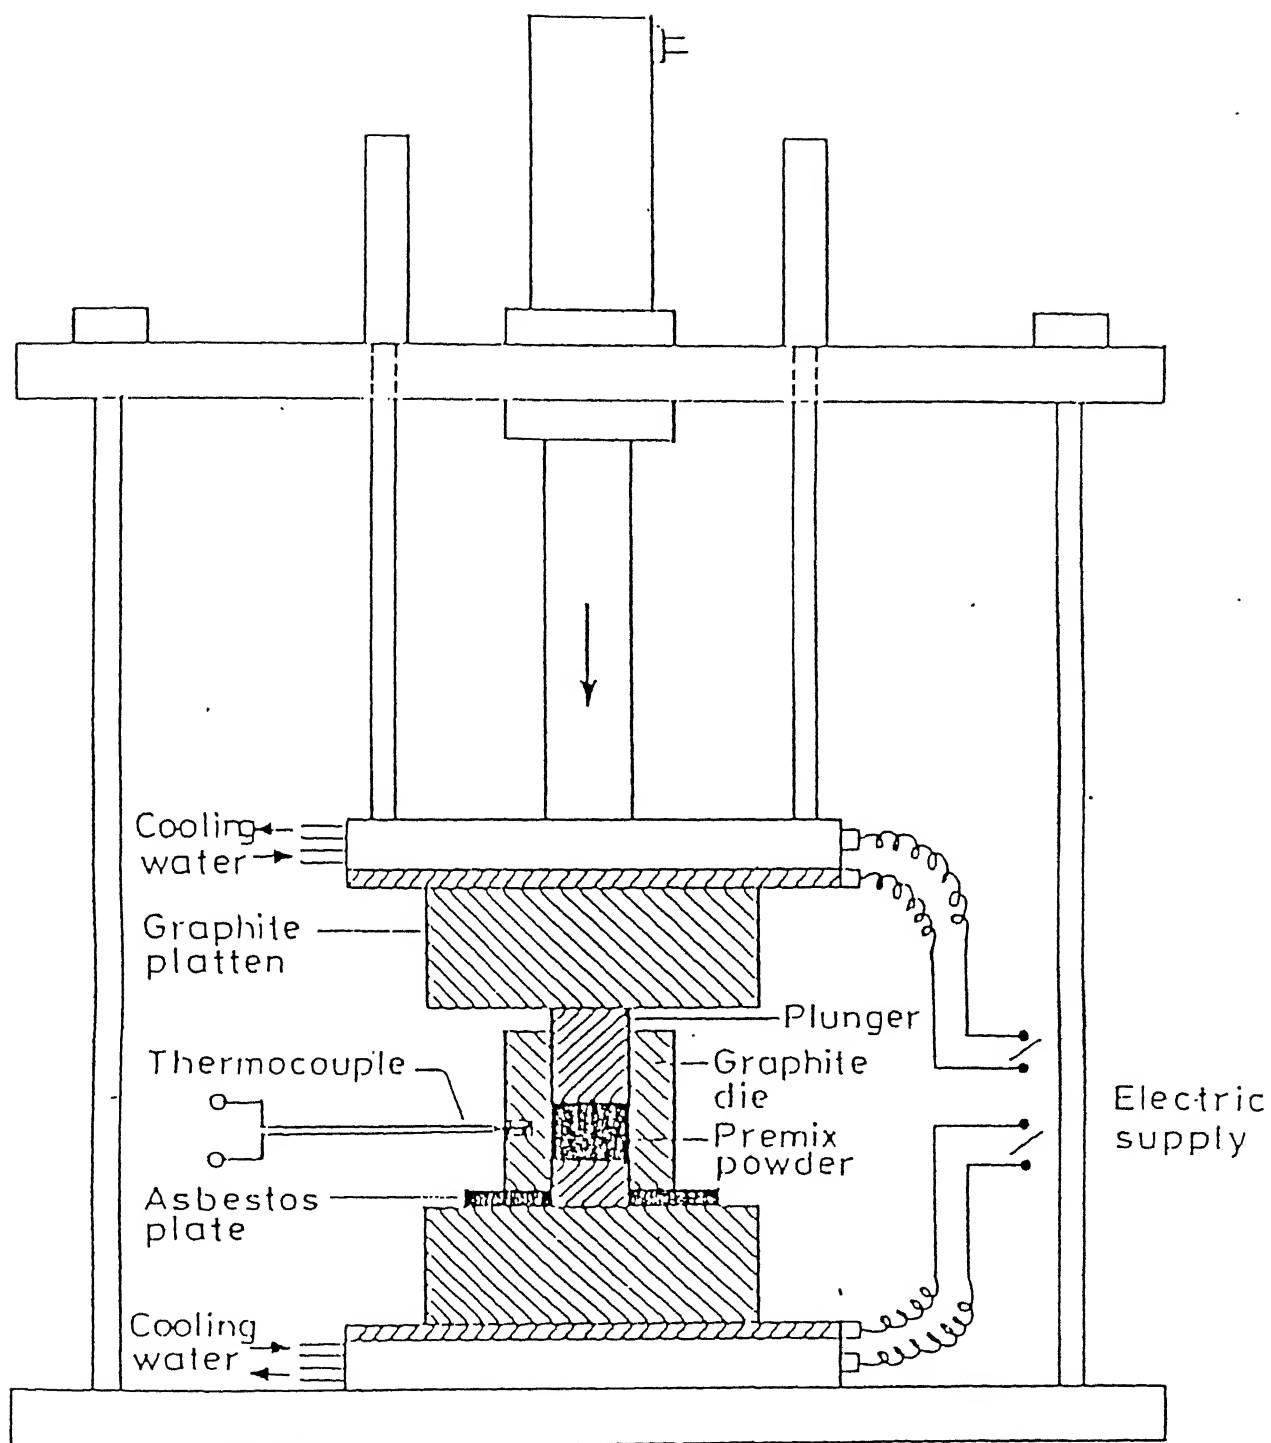 Cooling
water
Graphite
platten
Plunger
Thermocouple
Graphite
die
Electric
supply
Premix
powder
Asbestos
plate
Cooling
water